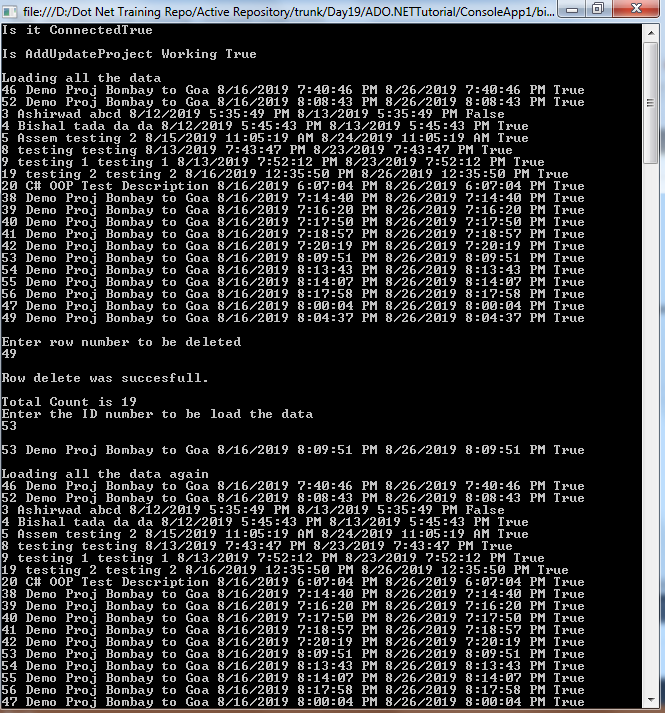 file:///D:/Dot Net Training Repo/Active Repository/trunk/Day19/ADO.NETTutorial/ConsoleApp1/bi...
Is it ConnectedTrue
Is AddUpdateProject Working True
Loading all the data
46 Demo Proj Bombay to Goa 8/16/2019 7:40:46 PM 8/26/2019 7:40:46 PM True
52 Demo Proj Bombay to Goa 8/16/2019 8:08:43 PM 8/26/2019 8:08:43 PM True
3 Ashirwad abcd 8/12/2019 5:35:49 PM 8/13/2019 5:35:49 PM False
4 Bishal tada da da 8/12/2019 5:45:43 PM 8/13/2019 5:45:43 PM True
5 Assem testing 2 8/15/2019 11:05:19 AM 8/24/2019 11:05:19 AM True
8 testing testing 8/13/2019 7:43:47 PM 8/23/2019 7:43:47 PM True
9 testing 1 testing 1 8/13/2019 7:52:12 PM 8/23/2019 7:52:12 PM True
19 testing 2 testing 2 8/16/2019 12:35:50 PM 8/26/2019 12:35:50 PM True
20 C# OOP Test Description 8/16/2019 6:07:04 PM 8/26/2019 6:07:04 PM True
38 Demo Proj Bombay to Goa 8/16/2019 7:14:40 PM 8/26/2019 7:14:40 PM True
39 Demo Proj Bombay to Goa 8/16/2019 7:16:20 PM 8/26/2019 7:16:20 PM True
40 Demo Proj Bombay to Goa 8/16/2019 7:17:50 PM 8/26/2019 7:17:50 PM True
41 Demo Proj Bombay to Goa 8/16/2019 7:18:57 PM 8/26/2019 7:18:57 PM True
42 Demo Proj Bombay to Goa 8/16/2019 7:20:19 PM 8/26/2019 7:20:19 PM True
53 Demo Proj Bombay to Goa 8/16/2019 8:09:51 PM 8/26/2019 8:09:51 PM True
54 Demo Proj Bombay to Goa 8/16/2019 8:13:43 PM 8/26/2019 8:13:43 PM True
55 Demo Proj Bombay to Goa 8/16/2019 8:14:07 PM 8/26/2019 8:14:07 PM True
56 Demo Proj Bombay to Goa 8/16/2019 8:17:58 PM 8/26/2019 8:17:58 PM True
47 Demo Proj Bombay to Goa 8/16/2019 8:00:04 PM 8/26/2019 8:00:04 PM True
49 Demo Proj Bombay to Goa 8/16/2019 8:04:37 PM 8/26/2019 8:04:37 PM True
Enter row number to be deleted
49
Row delete was succesfull.
Total Count is 19
Enter the ID number to be load the data
53
53 Demo Proj Bombay to Goa 8/16/2019 8:09:51 PM 8/26/2019 8:09:51 PM True
Loading all the data again
46 Demo Proj Bombay to Goa 8/16/2019 7:40:46 PM 8/26/2019 7:40:46 PM True
52 Demo Proj Bombay to Goa 8/16/2019 8:08:43 PM 8/26/2019 8:08:43 PM True
3 Ashirwad abcd 8/12/2019 5:35:49 PM 8/13/2019 5:35:49 PM False
4 Bishal tada da da 8/12/2019 5:45:43 PM 8/13/2019 5:45:43 PM True
5 Assem testing 2 8/15/2019 11:05:19 AM 8/24/2019 11:05:19 AM True
8 testing testing 8/13/2019 7:43:47 PM 8/23/2019 7:43:47 PM True
9 testing 1 testing 1 8/13/2019 7:52:12 PM 8/23/2019 7:52:12 PM True
19 testing 2 testing 2 8/16/2019 12:35:50 PM 8/26/2019 12:35:50 PM True
20 C# OOP Test Description 8/16/2019 6:07:04 PM 8/26/2019 6:07:04 PM True
38 Demo Proj Bombay to Goa 8/16/2019 7:14:40 PM 8/26/2019 7:14:40 PM True
39 Demo Proj Bombay to Goa 8/16/2019 7:16:20 PM 8/26/2019 7:16:20 PM True
40 Demo Proj Bombay to Goa 8/16/2019 7:17:50 PM 8/26/2019 7:17:50 PM True
41 Demo Proj Bombay to Goa 8/16/2019 7:18:57 PM 8/26/2019 7:18:57 PM True
42 Demo Proj Bombay to Goa 8/16/2019 7:20:19 PM 8/26/2019 7:20:19 PM True
53 Demo Proj Bombay to Goa 8/16/2019 8:09:51 PM 8/26/2019 8:09:51 PM True
54 Demo Proj Bombay to Goa 8/16/2019 8:13:43 PM 8/26/2019 8:13:43 PM True
55 Demo Proj Bombay to Goa 8/16/2019 8:14:07 PM 8/26/2019 8:14:07 PM True
56 Demo Proj Bombay to Goa 8/16/2019 8:17:58 PM 8/26/2019 8:17:58 PM True
47 Demo Proj Bombay to Goa 8/16/2019 8:00:04 PM 8/26/2019 8:00:04 PM True